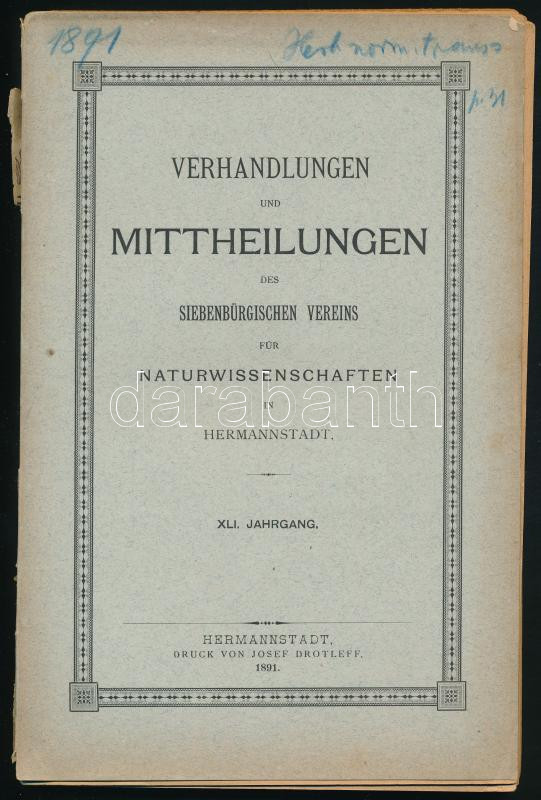 1891
p. 31
VERHANDLUNGEN
UND
MITTHEILUNGEN
DES
SIEBENBÜRGISCHEN VEREINS
FÜR
NATURWISSENSCHAFTEN
darabanth
IN
HERMANNSTADT.
XLI. JAHRGANG.
HERMANNSTADT.
DRUCK VON JOSEF DROTLEFF.
1891.